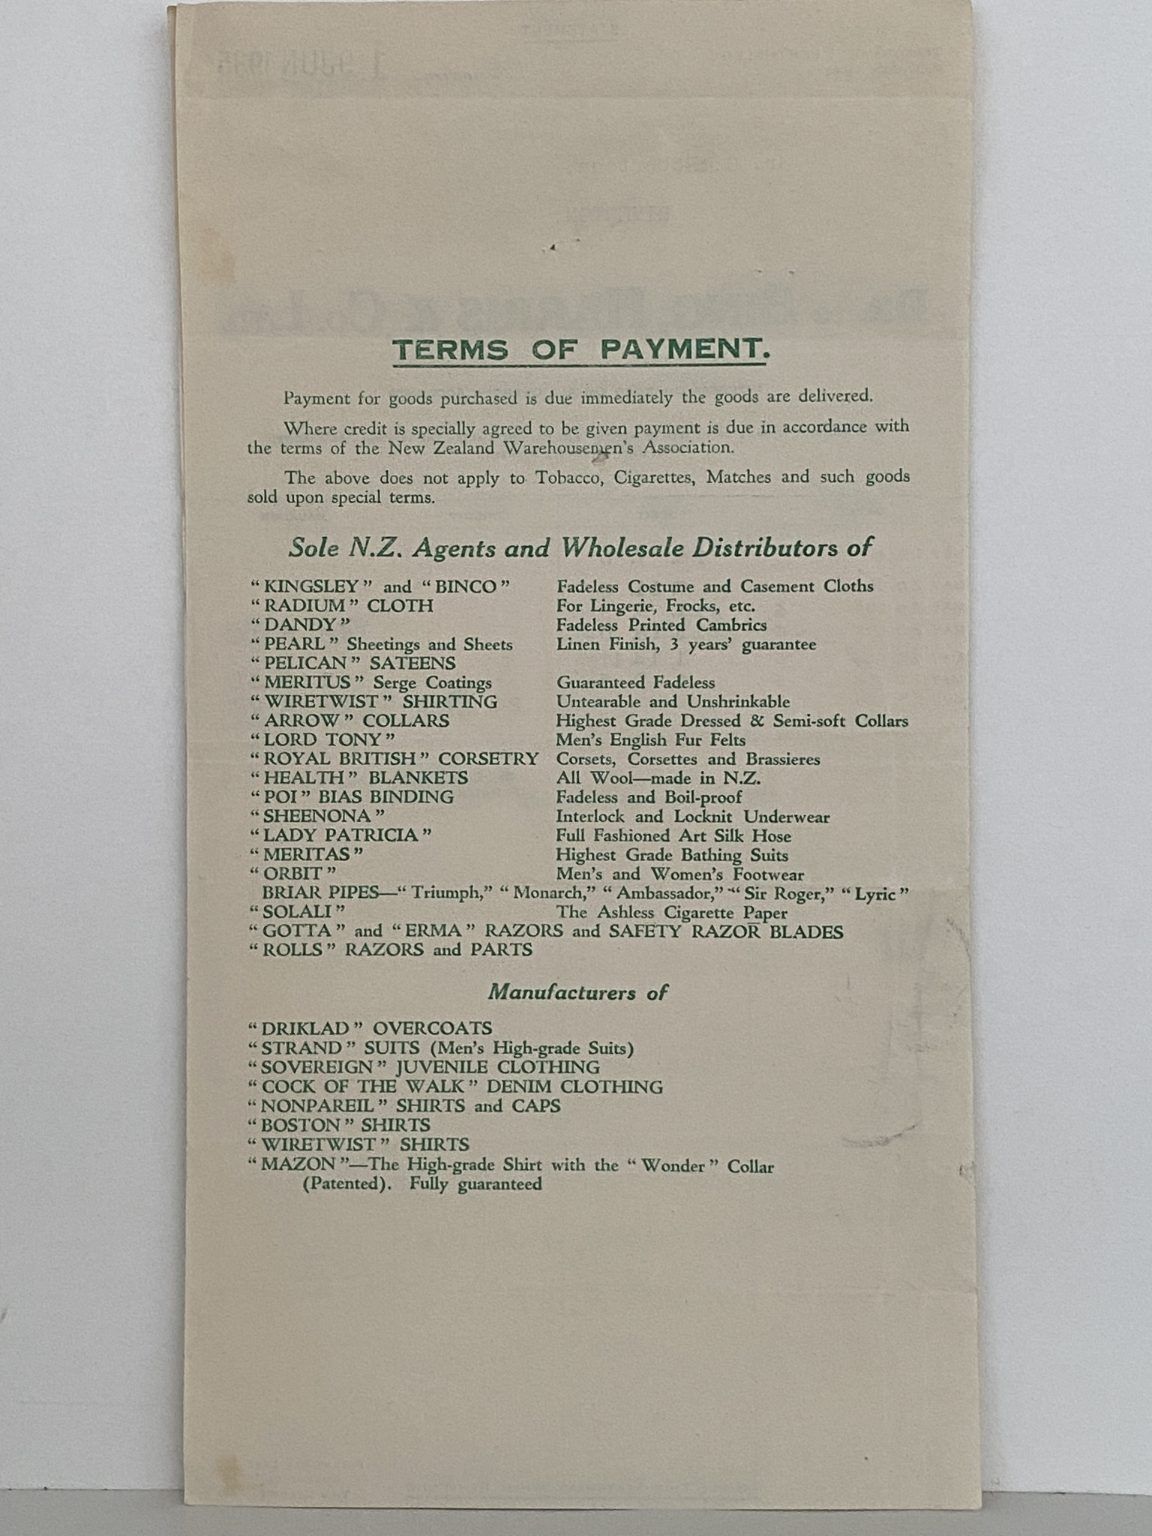 TERMS OF PAYMENT.
Payment for goods purchased is due immediately the goods are delivered.
Where credit is specially agreed to be given payment is due in accordance with
the terms of the New Zealand Warehousemen's Association.
The above does not apply to Tobacco, Cigarettes, Matches and such goods
sold upon special terms.
Sole N.Z. Agents and Wholesale Distributors of
“KINGSLEY” and “BINCO” Fadeless Costume and Casement Cloths
“RADIUM” CLOTH For Lingerie, Frocks, etc.
“DANDY” Fadeless Printed Cambrics
“PEARL” Sheetings and Sheets Linen Finish, 3 years' guarantee
“PELICAN” SATEENS
“MERITUS” Serge Coatings Guaranteed Fadeless
“WIRETWIST” SHIRTING Untearable and Unshrinkable
“ARROW” COLLARS Highest Grade Dressed & Semi-soft Collars
“LORD TONY” Men's English Fur Felts
“ROYAL BRITISH” CORSETRY Corsets, Corsettes and Brassieres
“HEALTH” BLANKETS All Wool—made in N.Z.
“POI” BIAS BINDING Fadeless and Boil-proof
“SHEENONA” Interlock and Locknit Underwear
“LADY PATRICIA” Full Fashioned Art Silk Hose
“MERITAS” Highest Grade Bathing Suits
“ORBIT” Men's and Women's Footwear
BRIAR PIPES—“Triumph,” “Monarch,” “Ambassador,” “Sir Roger,” “Lyric”
“SOLALI” The Ashless Cigarette Paper
“GOTTA” and “ERMA” RAZORS and SAFETY RAZOR BLADES
“ROLLS” RAZORS and PARTS
Manufacturers of
“DRIKLAD” OVERCOATS
“STRAND” SUITS (Men's High-grade Suits)
“SOVEREIGN” JUVENILE CLOTHING
“COCK OF THE WALK” DENIM CLOTHING
“NONPAREIL” SHIRTS and CAPS
“BOSTON” SHIRTS
“WIRETWIST” SHIRTS
“MAZON”—The High-grade Shirt with the “Wonder” Collar
(Patented). Fully guaranteed